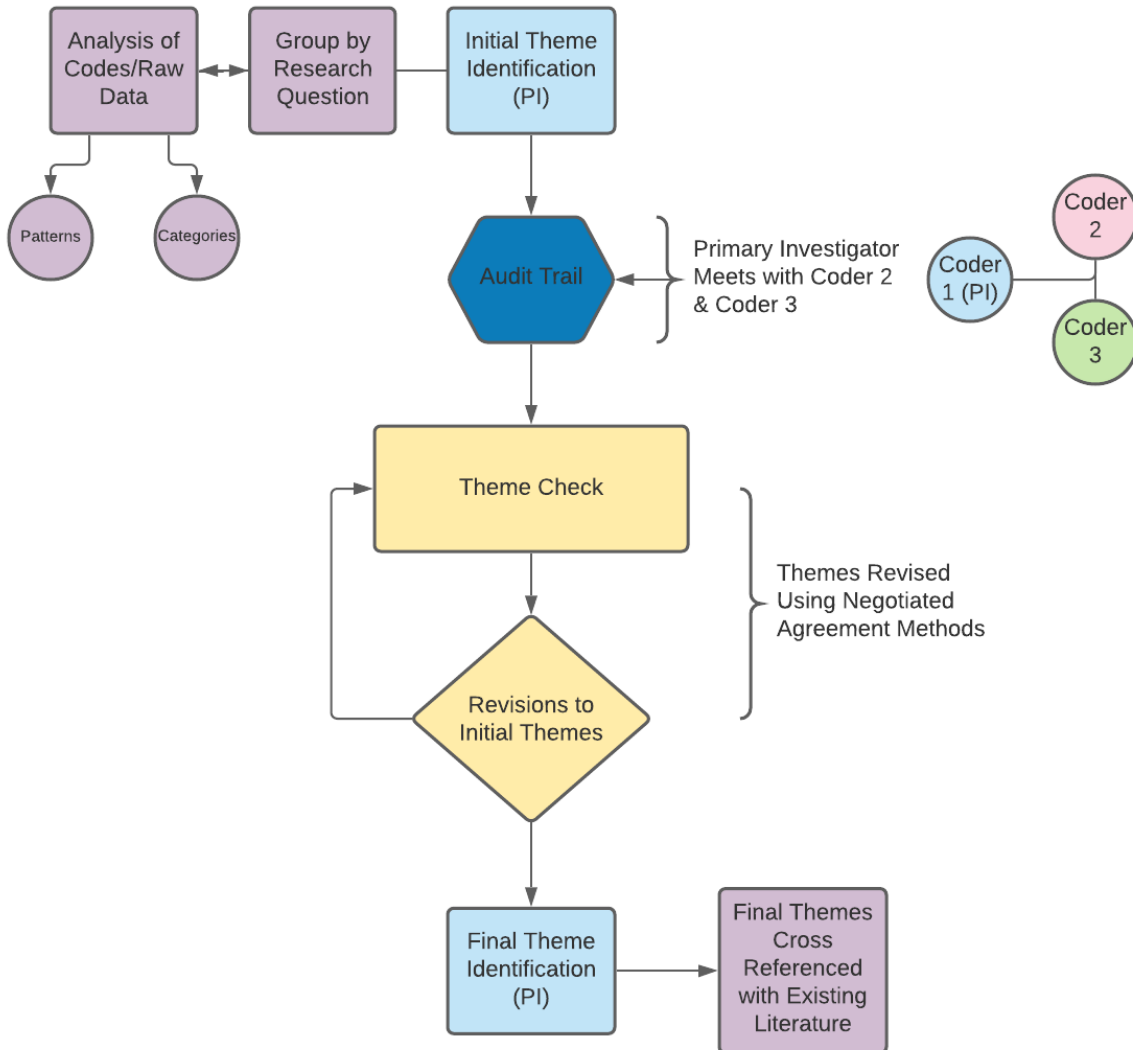 Analysis of
Codes/Raw
Data
Group by
Research
Question
Initial Theme
Identification
(PI)
Patterns
Categories
Audit Trail
Primary Investigator
Meets with Coder 2
& Coder 3
Coder
2
Coder
1 (PI)
Coder
3
Theme Check
Themes Revised
Using Negotiated
Agreement Methods
Revisions to
Initial Themes
Final Theme
Identification
(PI)
Final Themes
Cross
Referenced
with Existing
Literature